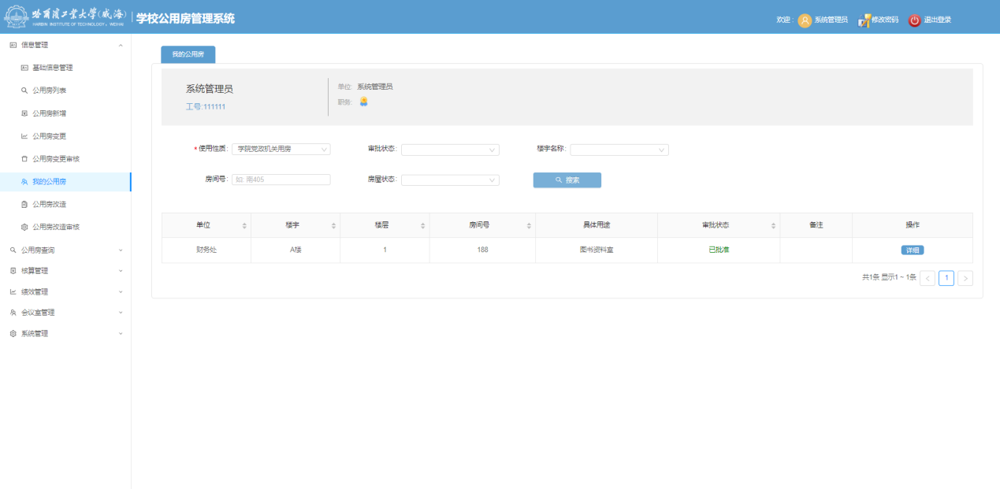 哈爾濱工業大學(威海)
HARBIN INSTITUTE OF TECHNOLOGY, WEIHAI
学校公用房管理系统
欢迎: 系统管理员 修改密码 退出登录
信息管理
基础信息管理
公用房列表
公用房新增
公用房变更
公用房变更审核
我的公用房
公用房改造
公用房改造审核
公用房查询
核算管理
绩效管理
会议室管理
系统管理
我的公用房
系统管理员
工号:111111
单位: 系统管理员
职务:
*使用性质: 学院党政机关用房 审批状态: 楼宇名称:
房间号: 如: 南405 房屋状态: 搜索
单位 楼宇 楼层 房间号 具体用途 审批状态 备注 操作
财务处 A楼 1 188 图书资料室 已批准 详细
共1条 显示1 ~ 1条 < 1 >